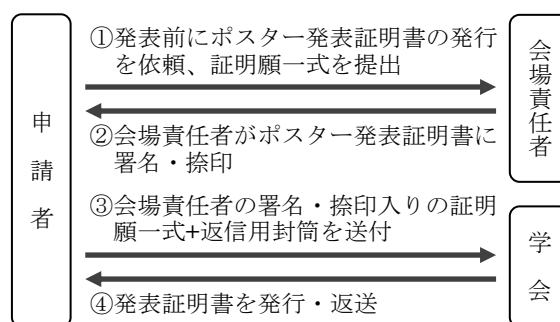 ①発表前にポスター発表証明書の発行
を依頼、証明願一式を提出
会場責任者
申請者
②会場責任者がポスター発表証明書に
署名・捺印
③会場責任者の署名・捺印入りの証明
願一式+返信用封筒を送付
学会
④発表証明書を発行・返送